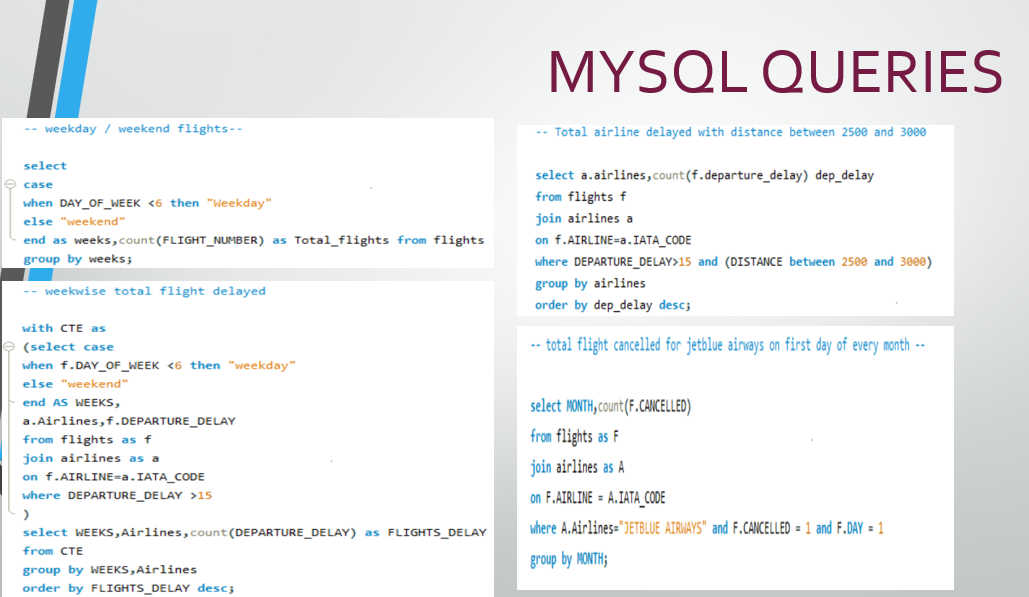 MYSQL QUERIES
-- weekday / weekend flights--
select
case
when DAY_OF_WEEK <6 then "Weekday"
else "weekend"
end as weeks,count(FLIGHT_NUMBER) as Total_flights from flights
group by weeks;
-- weekwise total flight delayed
with CTE as
(select case
when f.DAY_OF_WEEK <6 then "weekday"
else "weekend"
end AS WEEKS,
a.Airlines,f.DEPARTURE_DELAY
from flights as f
join airlines as a
on f.AIRLINE=a.IATA_CODE
where DEPARTURE_DELAY >15
)
select WEEKS,Airlines,count(DEPARTURE_DELAY) as FLIGHTS_DELAY
from CTE
group by WEEKS,Airlines
order by FLIGHTS_DELAY desc;
-- Total airline delayed with distance between 2500 and 3000
select a.airlines,count(f.departure_delay) dep_delay
from flights f
join airlines a
on f.AIRLINE=a.IATA_CODE
where DEPARTURE_DELAY>15 and (DISTANCE between 2500 and 3000)
group by airlines
order by dep_delay desc;
-- total flight cancelled for jetblue airways on first day of every month --
select MONTH,count(F.CANCELLED)
from flights as F
join airlines as A
on F.AIRLINE = A.IATA_CODE
where A.Airlines="JETBLUE AIRWAYS" and F.CANCELLED = 1 and F.DAY = 1
group by MONTH;